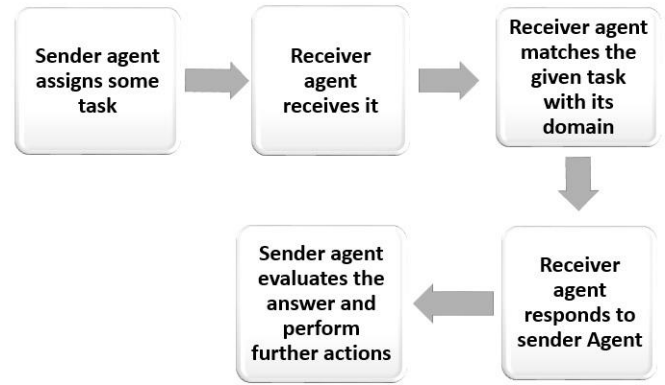 Sender agent
assigns some
task
Receiver
agent
receives it
Receiver agent
matches the
given task
with its
domain
Receiver
agent
responds to
sender Agent
Sender agent
evaluates the
answer and
perform
further actions